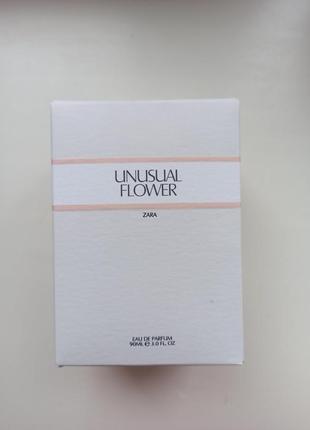 UNUSUAL
FLOWER
ZARA
EAU DE PARFUM
90ML ℮ 3.0 FL. OZ